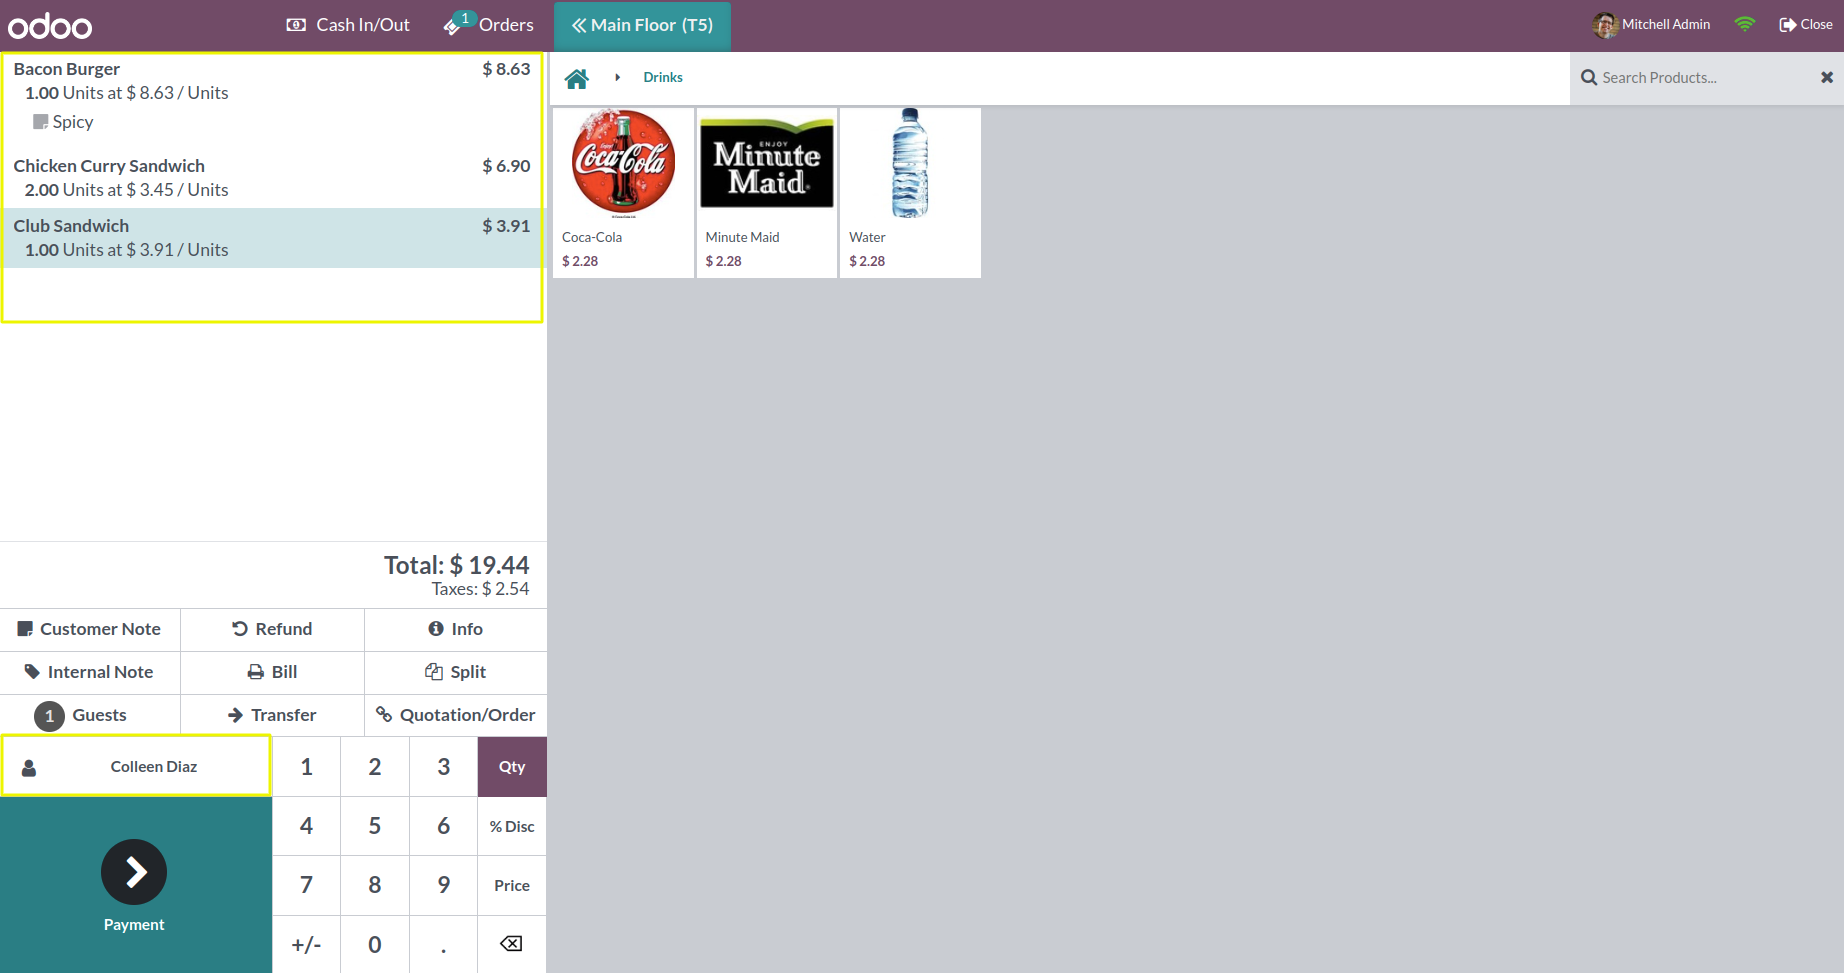 odoo
Cash In/Out
1
Orders
Main Floor (T5)
Mitchell Admin
Close
Bacon Burger $ 8.63
1.00 Units at $ 8.63 / Units
Spicy
Chicken Curry Sandwich $ 6.90
2.00 Units at $ 3.45 / Units
Club Sandwich $ 3.91
1.00 Units at $ 3.91 / Units
Total: $ 19.44
Taxes: $ 2.54
Customer Note Refund Info
Internal Note Bill Split
1 Guests Transfer Quotation/Order
Colleen Diaz
Payment
1 2 3 Qty
4 5 6 % Disc
7 8 9 Price
+/- 0 .
Drinks
Search Products...
Enjoy
Coca-Cola
Coca-Cola
$ 2.28
ENJOY
Minute
Maid
Minute Maid
$ 2.28
Water
$ 2.28